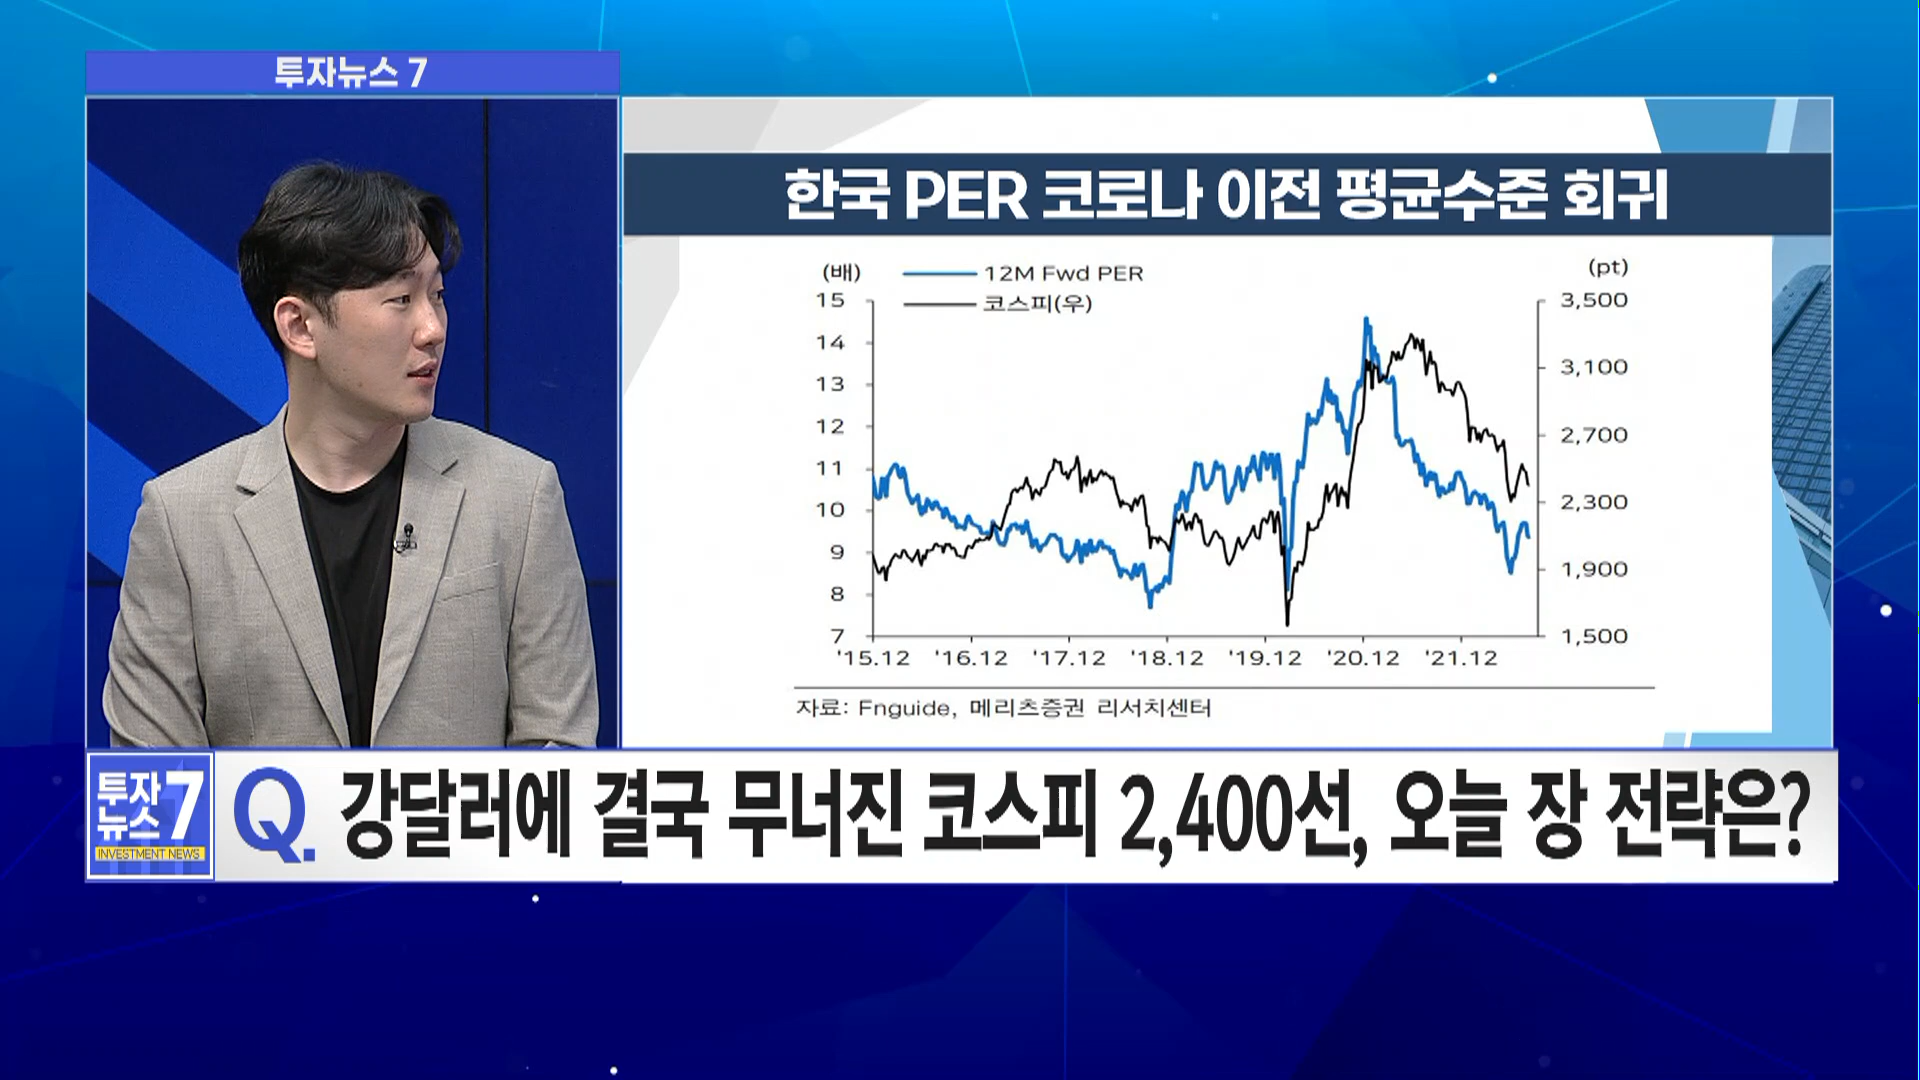 투자뉴스 7
한국 PER 코로나 이전 평균수준 회귀
(배)
12M Fwd PER
코스피(우)
(pt)
15
14
13
12
11
10
9
8
7
3,500
3,100
2,700
2,300
1,900
1,500
'15.12 '16.12 '17.12 '18.12 '19.12 '20.12 '21.12
자료: Fnguide, 메리츠증권 리서치센터
투자
뉴스7
INVESTMENT NEWS
Q. 강달러에 결국 무너진 코스피 2,400선, 오늘 장 전략은?